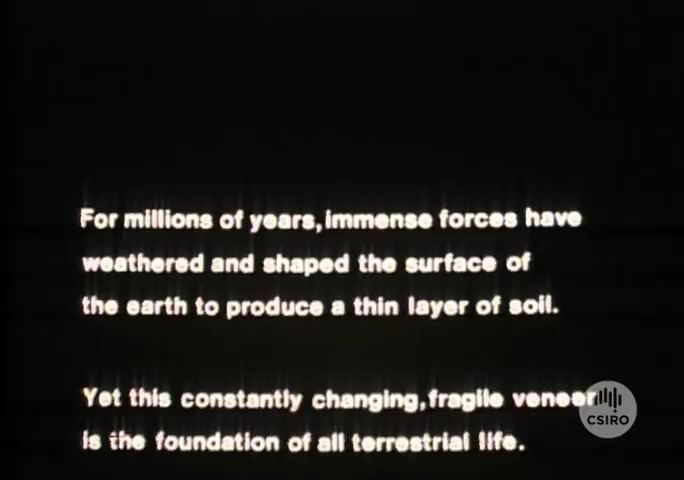 For millions of years, immense forces have
weathered and shaped the surface of
the earth to produce a thin layer of soil.
Yet this constantly changing, fragile veneer
is the foundation of all terrestrial life.
CSIRO